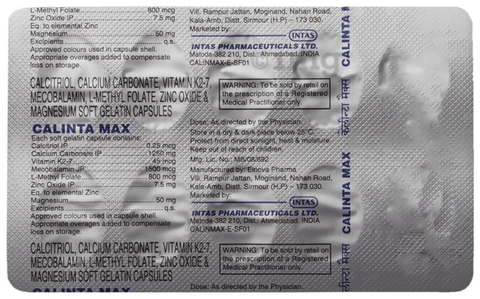 L-Methyl Folate 800 mcg
Zinc Oxide IP 7.5 mg
Eq. to elemental Zinc
Magnesium 50 mg
Excipients q.s.
Approved colours used in capsule shell.
Appropriate overages added to compensate
loss on storage.
CALCITRIOL, CALCIUM CARBONATE, VITAMIN K2-7,
MECOBALAMIN, L-METHYL FOLATE, ZINC OXIDE &
MAGNESIUM SOFT GELATIN CAPSULES
CALINTA MAX
Each soft gelatin capsule contains:
Calcitriol IP 0.25 mcg
Calcium Carbonate IP 1250 mg
Vitamin K2-7 45 mcg
Mecobalamin JP 1500 mcg
L-Methyl Folate 800 mcg
Zinc Oxide IP 7.5 mg
Eq. to elemental Zinc
Magnesium 50 mg
Excipients q.s.
Approved colours used in capsule shell.
Appropriate overages added to compensate
loss on storage.
CALCITRIOL, CALCIUM CARBONATE, VITAMIN K2-7,
MECOBALAMIN, L-METHYL FOLATE, ZINC OXIDE &
MAGNESIUM SOFT GELATIN CAPSULES
CALINTA MAX
Vill. Rampur Jattan, Moginand, Nahan Road,
Kala-Amb, Distt. Sirmour (H.P) – 173 030.
Marketed by:
INTAS
INTAS PHARMACEUTICALS LTD.
Matoda-382 210, Dist.: Ahmedabad, INDIA
CALINMAX-E-SF01
WARNING: To be sold by retail on
the prescription of a Registered
Medical Practitioner only.
Dose: As directed by the Physician.
Store in a dry & dark place below 25°C.
Protect from direct sunlight, heat & moisture.
Keep out of reach of children.
Mfg. Lic. No.: MB/08/692
Manufactured by: Einova Pharma
Vill. Rampur Jattan, Moginand, Nahan Road,
Kala-Amb, Distt. Sirmour (H.P) – 173 030.
Marketed by:
INTAS
INTAS PHARMACEUTICALS LTD.
Matoda-382 210, Dist.: Ahmedabad, INDIA
CALINMAX-E-SF01
WARNING: To be sold by retail on
the prescription of a Registered
Medical Practitioner only.
Dose: As directed by the Physician.
CALINTA MAX
CALINTA MAX